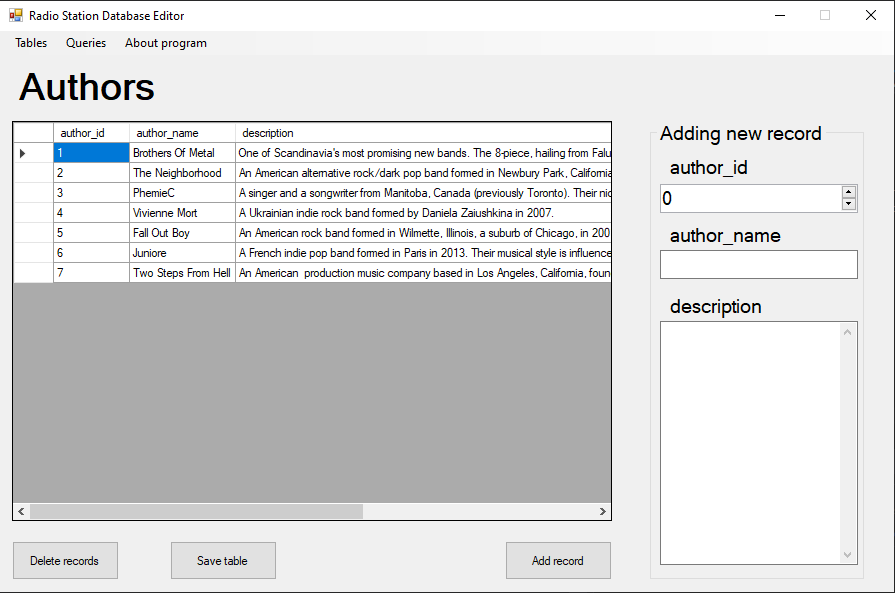 Radio Station Database Editor
Tables Queries About program
Authors
author_id author_name description
1 Brothers Of Metal One of Scandinavia's most promising new bands. The 8-piece, hailing from Falu
2 The Neighborhood An American alternative rock/dark pop band formed in Newbury Park, California
3 PhemieC A singer and a songwriter from Manitoba, Canada (previously Toronto). Their nic
4 Vivienne Mort A Ukrainian indie rock band formed by Daniela Zaiushkina in 2007.
5 Fall Out Boy An American rock band formed in Wilmette, Illinois, a suburb of Chicago, in 200
6 Juniore A French indie pop band formed in Paris in 2013. Their musical style is influence
7 Two Steps From Hell An American production music company based in Los Angeles, California, foun
Delete records Save table Add record
Adding new record
author_id
0
author_name
description